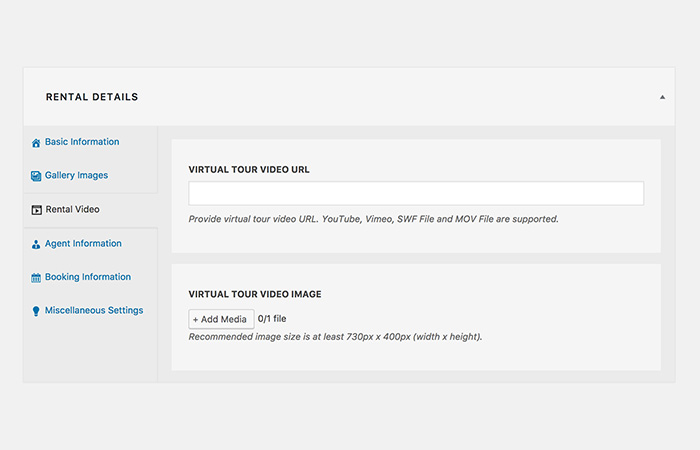 RENTAL DETAILS
Basic Information
Gallery Images
Rental Video
Agent Information
Booking Information
Miscellaneous Settings
VIRTUAL TOUR VIDEO URL
Provide virtual tour video URL. YouTube, Vimeo, SWF File and MOV File are supported.
VIRTUAL TOUR VIDEO IMAGE
+ Add Media 0/1 file
Recommended image size is at least 730px x 400px (width x height).